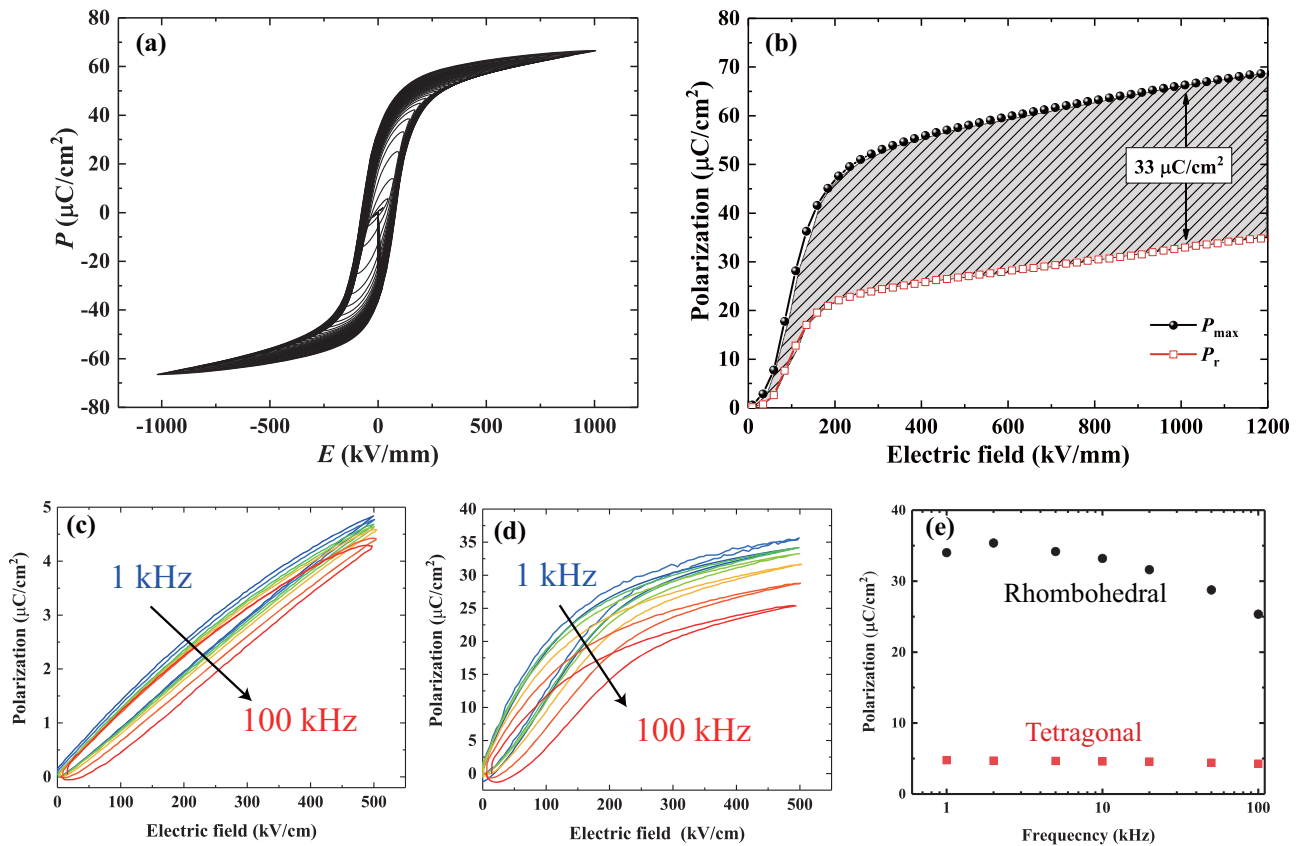 (a)
P (μC/cm²)
80
60
40
20
0
-20
-40
-60
-80
-1000
-500
0
500
1000
E (kV/mm)
(b)
Polarization (μC/cm²)
80
70
60
50
40
30
20
10
0
33 μC/cm²
Pmax
Pr
0
200
400
600
800
1000
1200
Electric field (kV/mm)
(c)
Polarization (μC/cm²)
5
4
3
2
1
0
1 kHz
100 kHz
0
100
200
300
400
500
Electric field (kV/cm)
(d)
Polarization (μC/cm²)
40
35
30
25
20
15
10
5
0
1 kHz
100 kHz
0
100
200
300
400
500
Electric field (kV/cm)
(e)
Polarization (μC/cm²)
40
30
20
10
0
Rhombohedral
Tetragonal
1
10
100
Frequecncy (kHz)